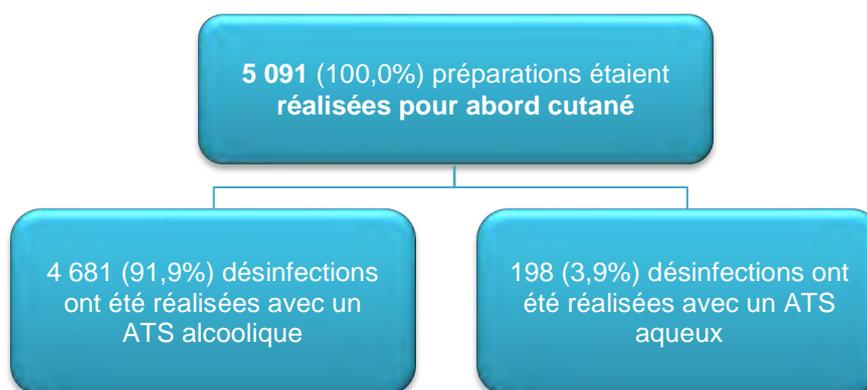 5 091 (100,0%) préparations étaient
réalisées pour abord cutané
4 681 (91,9%) désinfections
ont été réalisées avec un
ATS alcoolique
198 (3,9%) désinfections ont
été réalisées avec un ATS
aqueux